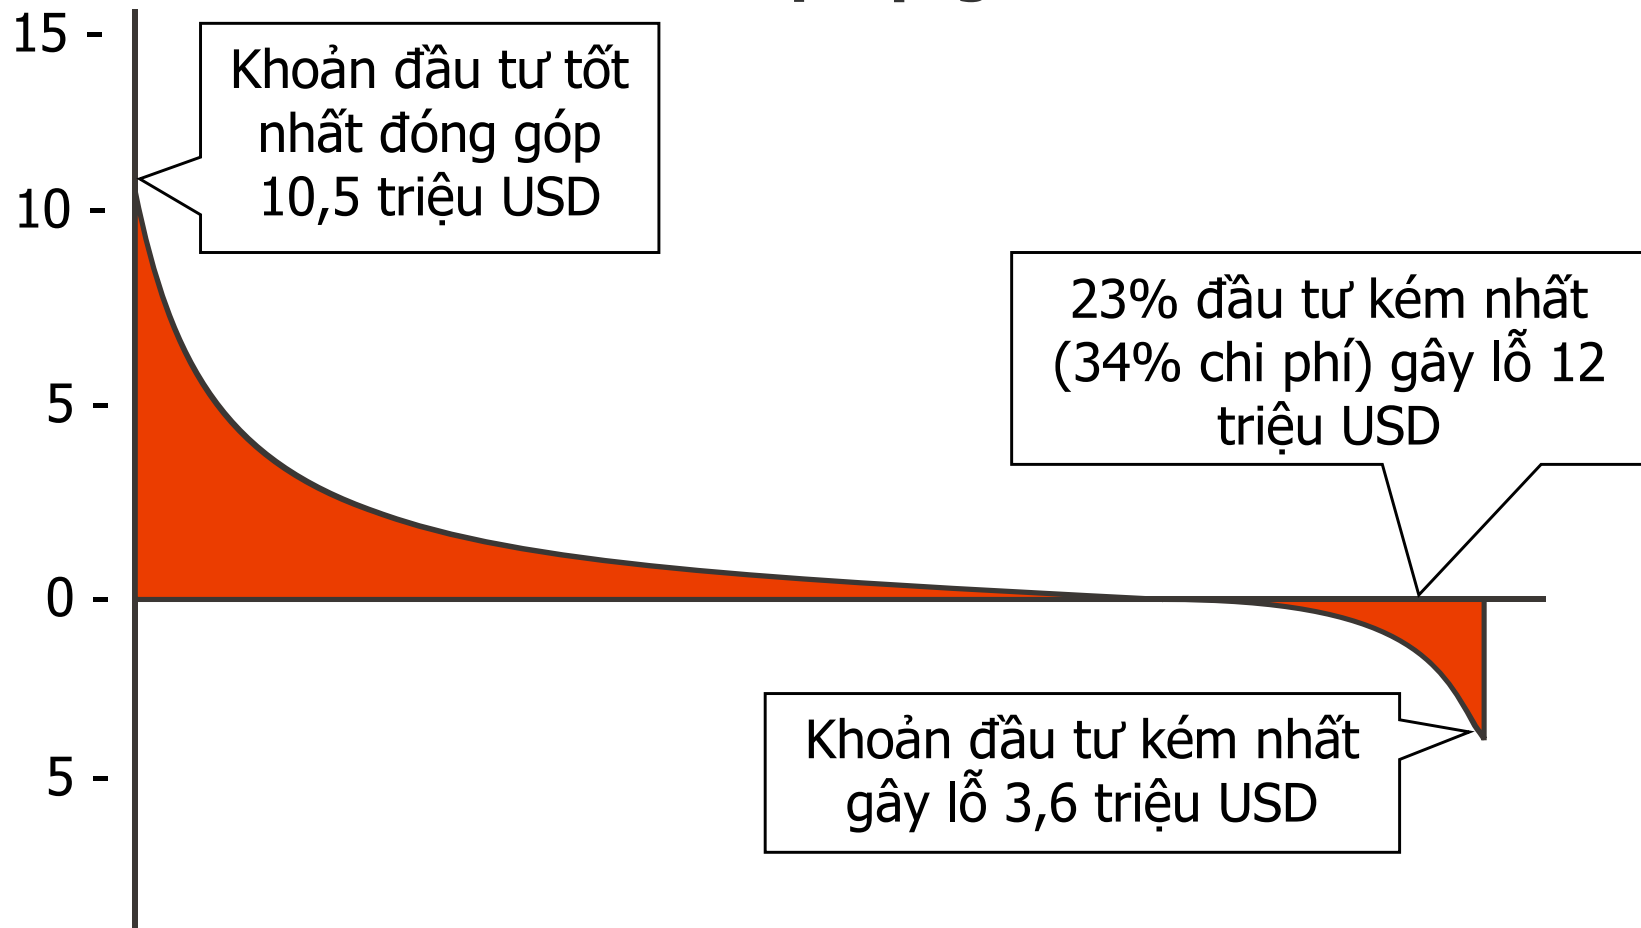 15 -
Khoản đầu tư tốt
nhất đóng góp
10,5 triệu USD
10 -
23% đầu tư kém nhất
(34% chi phí) gây lỗ 12
triệu USD
5 -
0 -
Khoản đầu tư kém nhất
gây lỗ 3,6 triệu USD
5 -